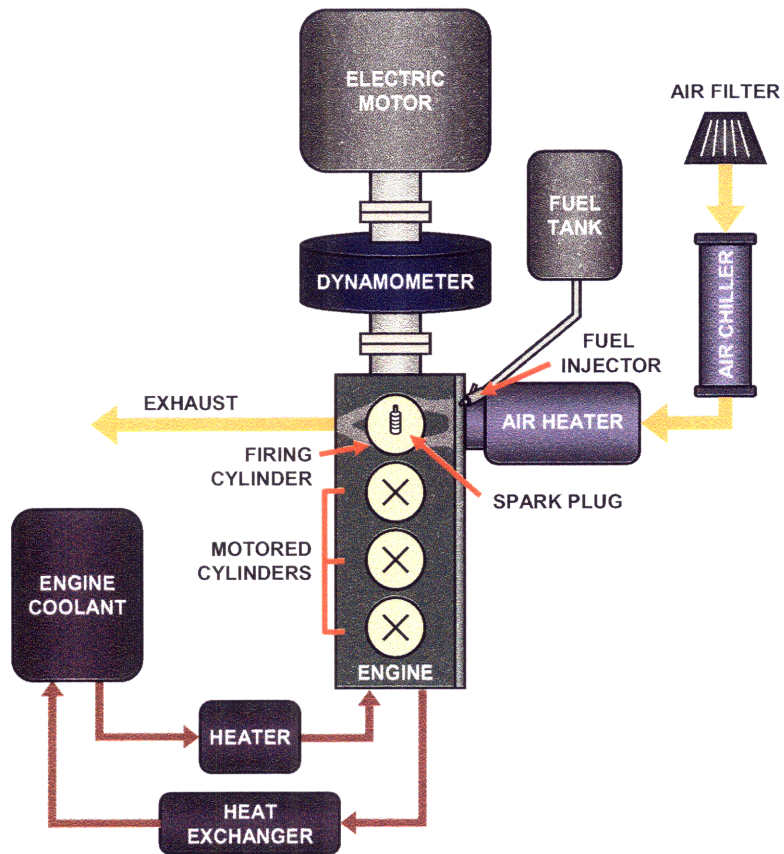 ELECTRIC
MOTOR
AIR FILTER
FUEL
TANK
DYNAMOMETER
AIR CHILLER
FUEL
INJECTOR
EXHAUST
AIR HEATER
FIRING
CYLINDER
SPARK PLUG
MOTORED
CYLINDERS
ENGINE
COOLANT
ENGINE
HEATER
HEAT
EXCHANGER